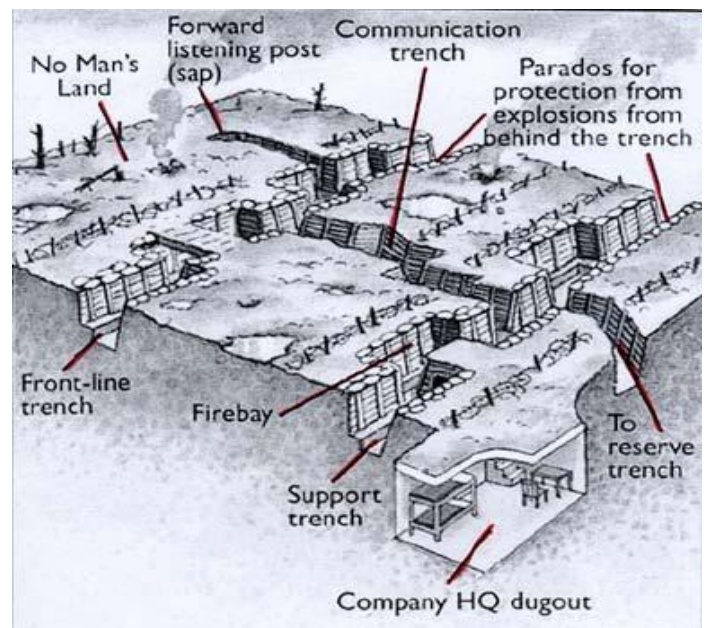 Forward
listening post
(sap)
Communication
trench
No Man's
Land
Parados for
protection from
explosions from
behind the trench
Front-line
trench
Firebay
Support
trench
To
reserve
trench
Company HQ dugout